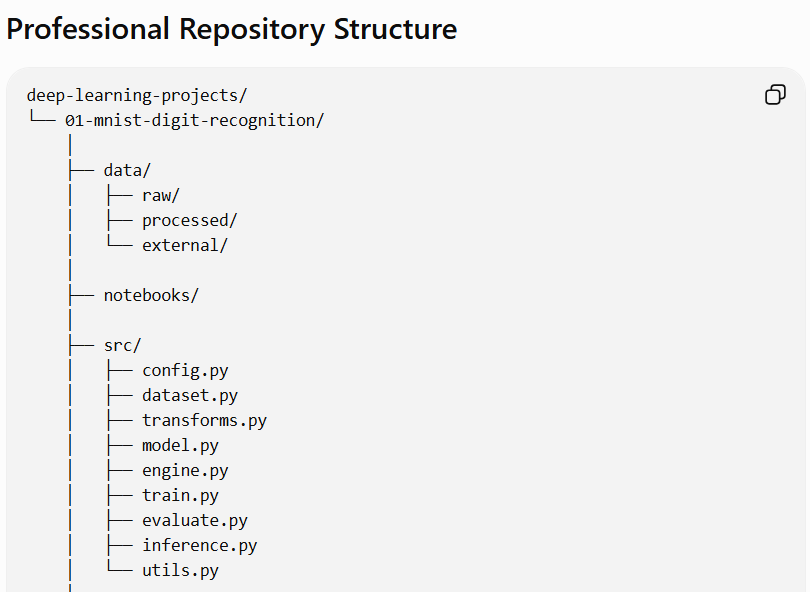 Professional Repository Structure
deep-learning-projects/
└── 01-mnist-digit-recognition/
    │
    ├── data/
    │   ├── raw/
    │   ├── processed/
    │   └── external/
    │
    ├── notebooks/
    │
    ├── src/
    │   ├── config.py
    │   ├── dataset.py
    │   ├── transforms.py
    │   ├── model.py
    │   ├── engine.py
    │   ├── train.py
    │   ├── evaluate.py
    │   ├── inference.py
    │   └── utils.py
    │